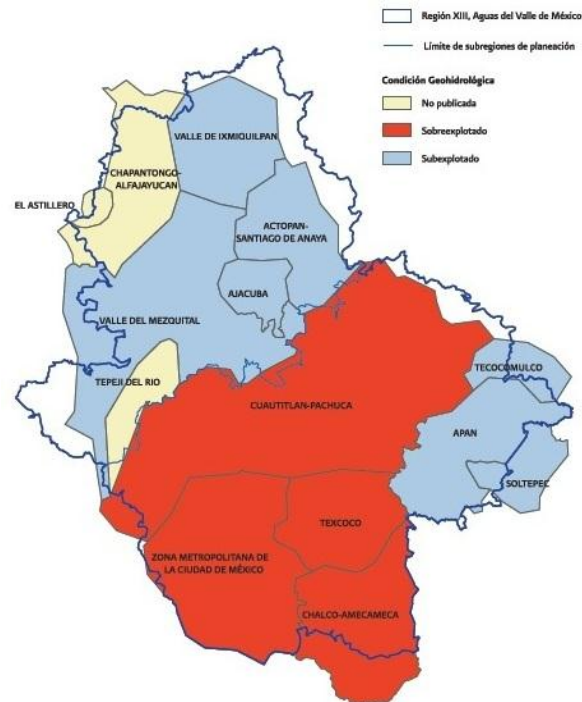 Región XIII, Aguas del Valle de México
Límite de subregiones de planeación
Condición Geohidrológica
No publicada
Sobreexplotado
Subexplotado
VALLE DE IXMIQUILPAN
CHAPANTONGO-
ALFAJAYUCAN
EL ASTILLERO
ACTOPAN-
SANTIAGO DE ANAYA
AJACUBA
VALLE DEL MEZQUITAL
TEPEJI DEL RIO
TECOCOMULCO
CUAUTITLAN-PACHUCA
APAN
SOLTEPEC
TEXCOCO
ZONA METROPOLITANA DE
LA CIUDAD DE MÉXICO
CHALCO-AMECAMECA